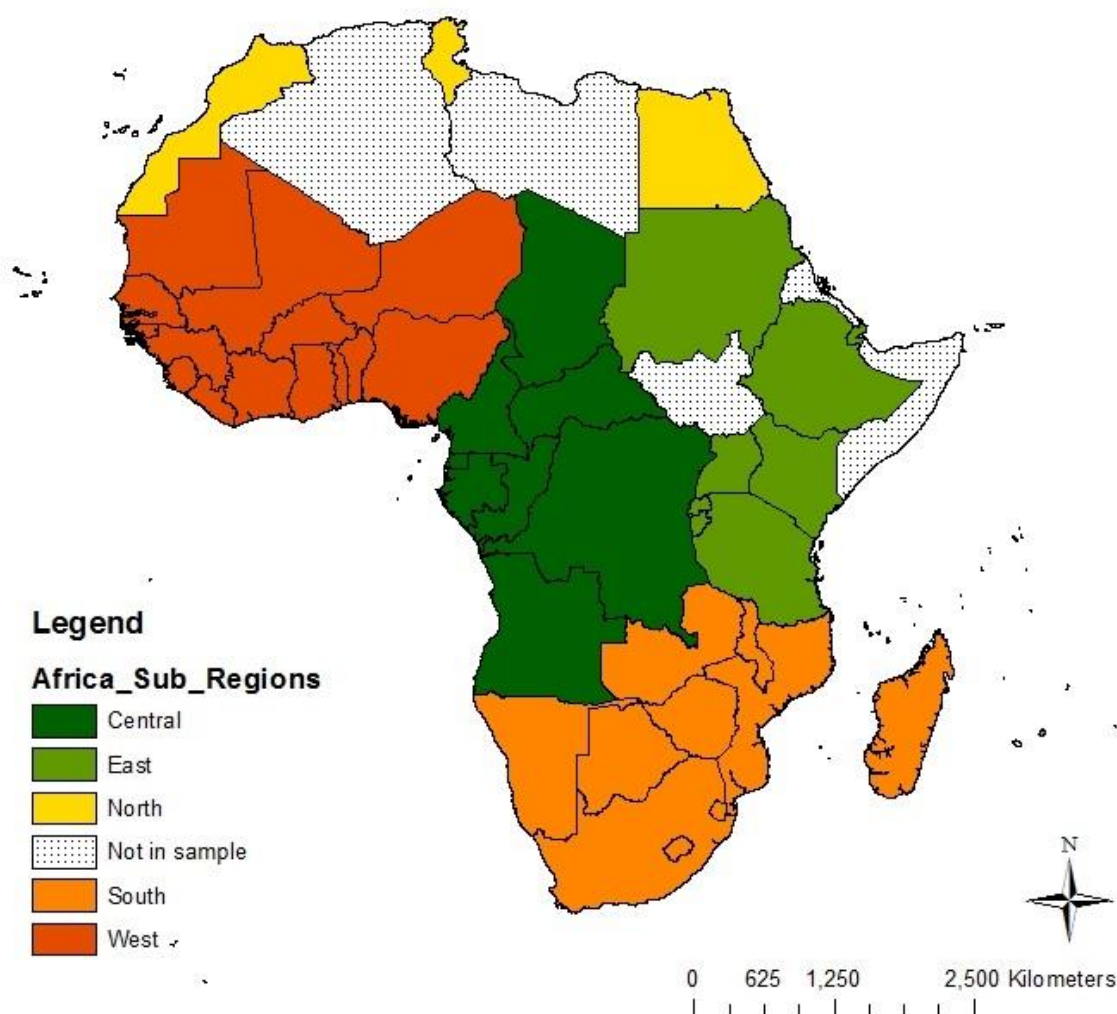 Legend
Africa_Sub_Regions
Central
East
North
Not in sample
South
West
N
0 625 1,250 2,500 Kilometers